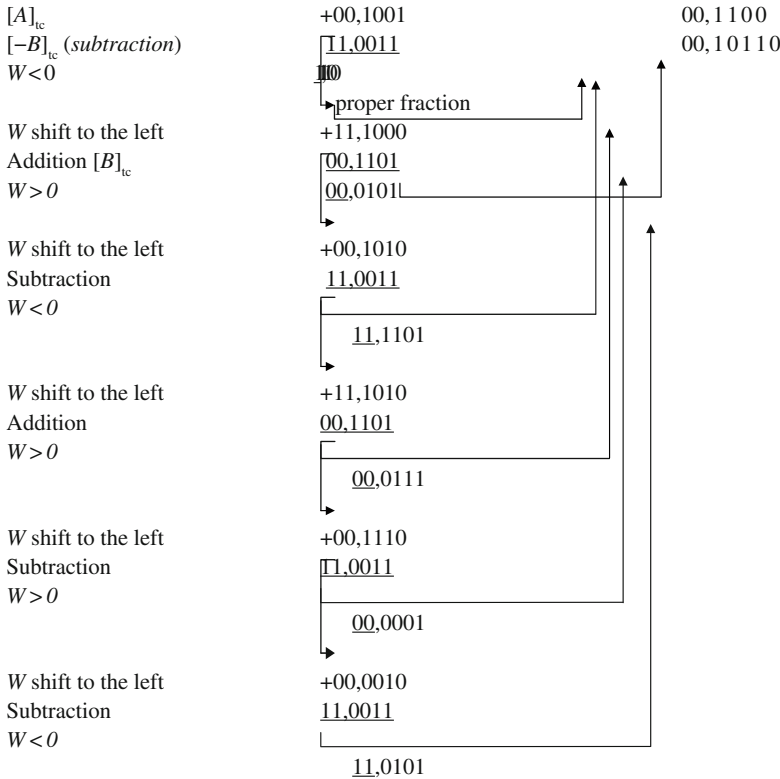 [A]tc +00,1001 00,1100
[−B]tc (subtraction) 11,0011 00,10110
W<0
proper fraction
W shift to the left +11,1000
Addition [B]tc 00,1101
W>0 00,0101
W shift to the left +00,1010
Subtraction 11,0011
W<0
11,1101
W shift to the left +11,1010
Addition 00,1101
W>0
00,0111
W shift to the left +00,1110
Subtraction 11,0011
W>0
00,0001
W shift to the left +00,0010
Subtraction 11,0011
W<0
11,0101